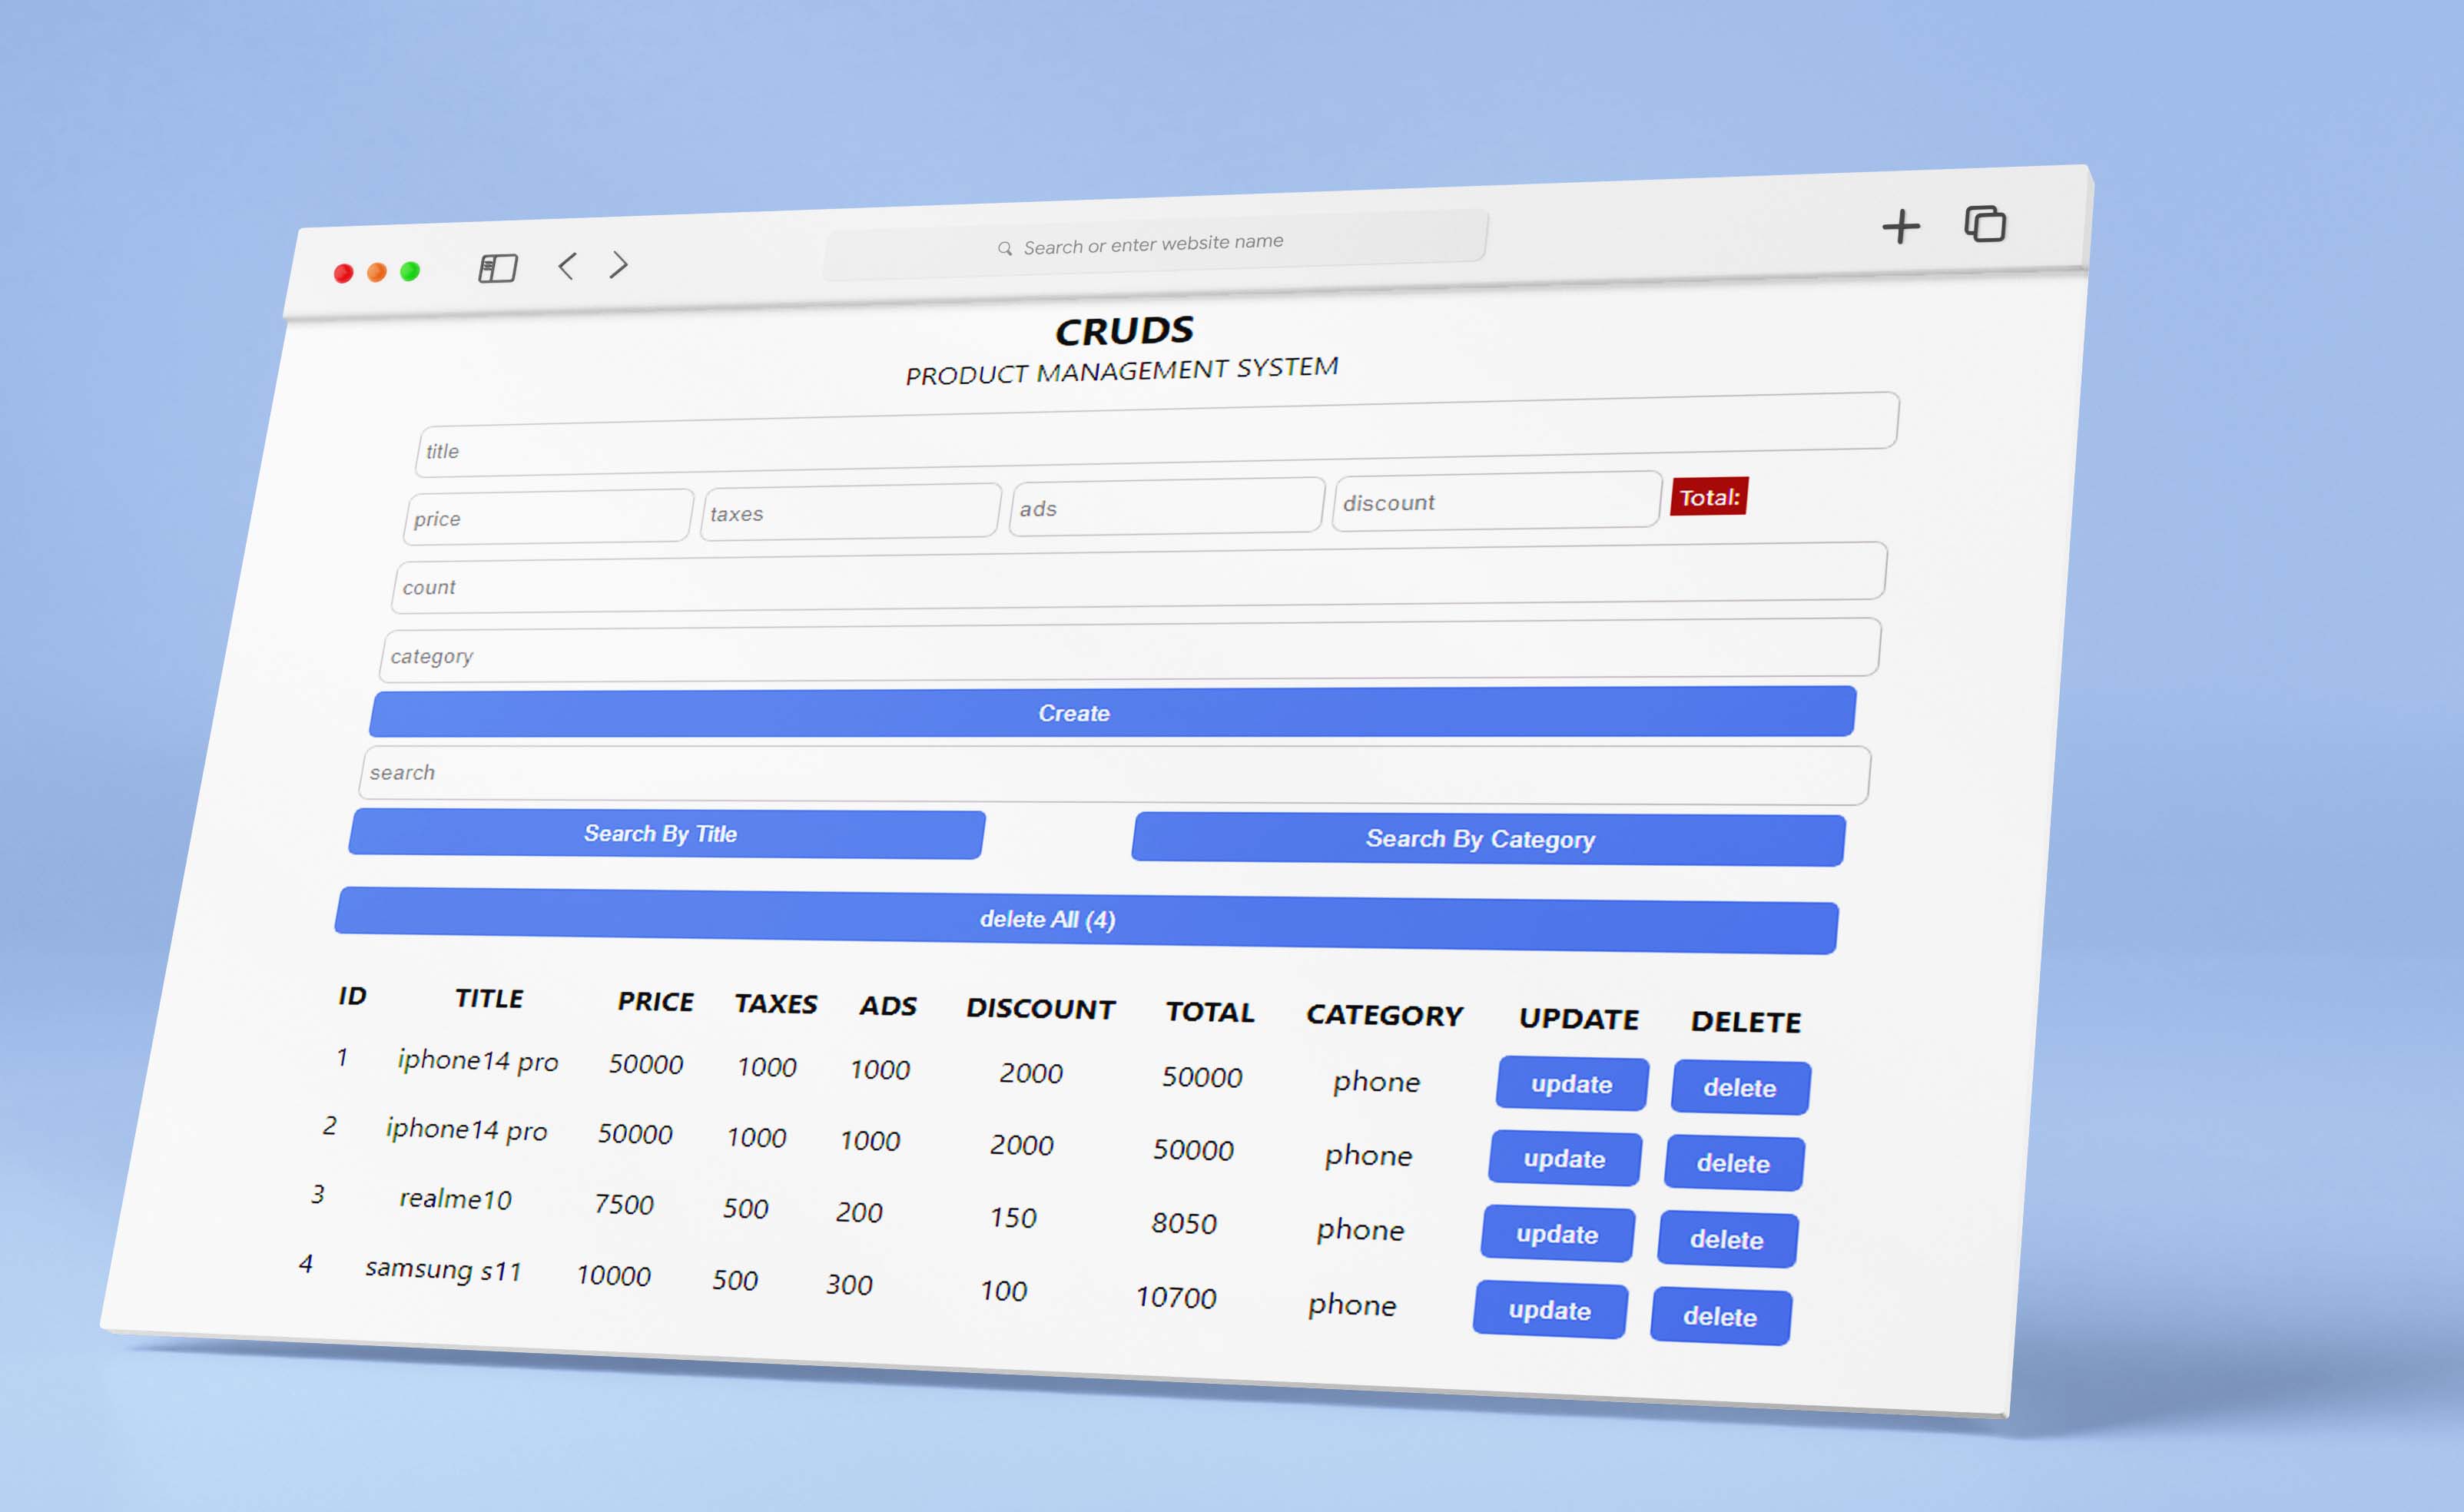 Search or enter website name
CRUDS
PRODUCT MANAGEMENT SYSTEM
title
price taxes ads discount Total:
count
category
Create
search
Search By Title Search By Category
delete All (4)
ID TITLE PRICE TAXES ADS DISCOUNT TOTAL CATEGORY UPDATE DELETE
1 iphone14 pro 50000 1000 1000 2000 50000 phone update delete
2 iphone14 pro 50000 1000 1000 2000 50000 phone update delete
3 realme10 7500 500 200 150 8050 phone update delete
4 samsung s11 10000 500 300 100 10700 phone update delete